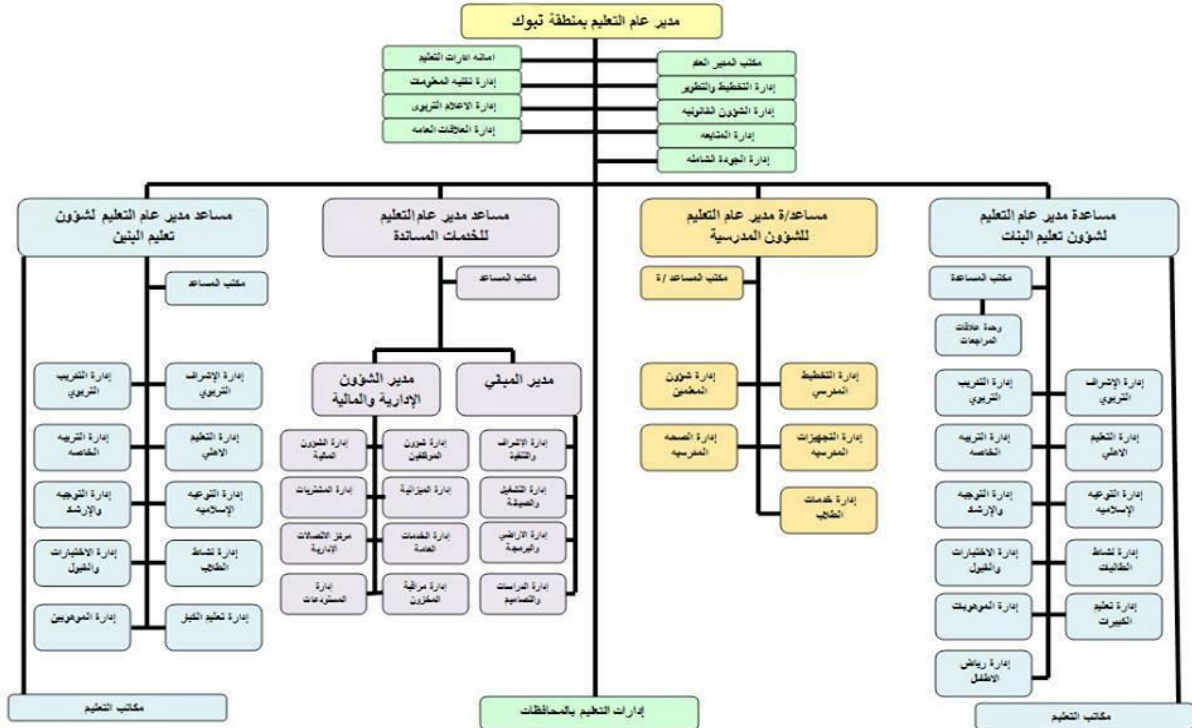 مدير عام التعليم بمنطقة تبوك
مكتب المدير العام
امانه ادارات التعليم
إدارة التخطيط والتطوير
إدارة تقنيه المعلومات
إدارة الشؤون القانونيه
إدارة الاعلام التربوى
إدارة المتابعه
إدارة العلاقات العامه
إدارة الجودة الشامله
مساعدة مدير عام التعليم
لشؤون تعليم البنات
مكتب المساعدة
وحدة علاقات
المراجعات
إدارة الإشراف
التربوي
إدارة التدريب
التربوي
إدارة التعليم
الاهلي
إدارة التربيه
الخاصه
إدارة التوعيه
الإسلاميه
إدارة التوجيه
والإرشاد
إدارة نشاط
الطالبات
إدارة الاختبارات
والقبول
إدارة تعليم
الكبيرات
إدارة الموهوبات
إدارة رياض
الاطفال
مكاتب التعليم
مساعد/ة مدير عام التعليم
للشؤون المدرسية
مكتب المساعد / ة
إدارة التخطيط
المدرسي
إدارة شؤون
المعلمين
إدارة التجهيزات
المدرسيه
إدارة الصحه
المدرسيه
إدارة خدمات
الطلاب
مساعد مدير عام التعليم
للخدمات المساندة
مكتب المساعد
مدير المباني
إدارة الإشراف
والتنفيذ
إدارة التشغيل
والصيانة
إدارة الاراضي
والبرمجة
إدارة الدراسات
والتصاميم
مدير الشؤون
الإدارية والمالية
إدارة شؤون
الموظفين
إدارة الشؤون
المالية
إدارة الميزانية
إدارة المشتريات
إدارة الخدمات
العامة
مركز الاتصالات
الإدارية
إدارة مراقبة
المخزون
إدارة
المستودعات
مساعد مدير عام التعليم لشؤون
تعليم البنين
مكتب المساعد
إدارة الإشراف
التربوي
إدارة التدريب
التربوي
إدارة التعليم
الاهلي
إدارة التربيه
الخاصه
إدارة التوعيه
الإسلاميه
إدارة التوجيه
والإرشاد
إدارة نشاط
الطلاب
إدارة الاختبارات
والقبول
إدارة تعليم الكبار
إدارة الموهوبين
مكاتب التعليم
إدارات التعليم بالمحافظات